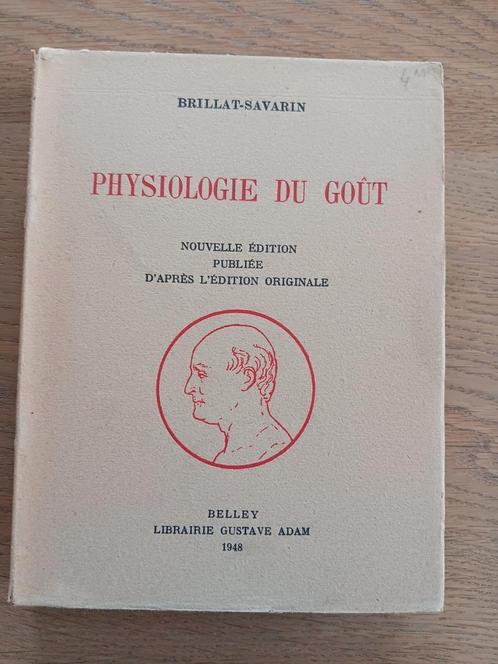 BRILLAT-SAVARIN
PHYSIOLOGIE DU GOÛT
NOUVELLE ÉDITION
PUBLIÉE
D'APRÈS L'ÉDITION ORIGINALE
BELLEY
LIBRAIRIE GUSTAVE ADAM
1948